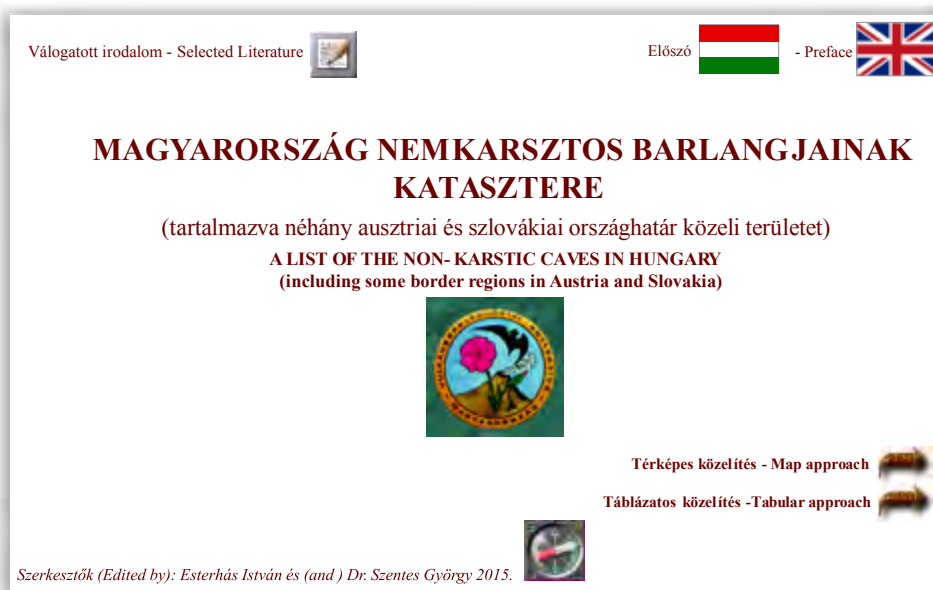 Válogatott irodalom - Selected Literature
Előszó - Preface
MAGYARORSZÁG NEMKARSZTOS BARLANGJAINAK
KATASZTERE
(tartalmazva néhány ausztriai és szlovákiai országhatár közeli területet)
A LIST OF THE NON- KARSTIC CAVES IN HUNGARY
(including some border regions in Austria and Slovakia)
Térképes közelítés - Map approach
Táblázatos közelítés -Tabular approach
Szerkesztők (Edited by): Esterhás István és (and ) Dr. Szentes György 2015.